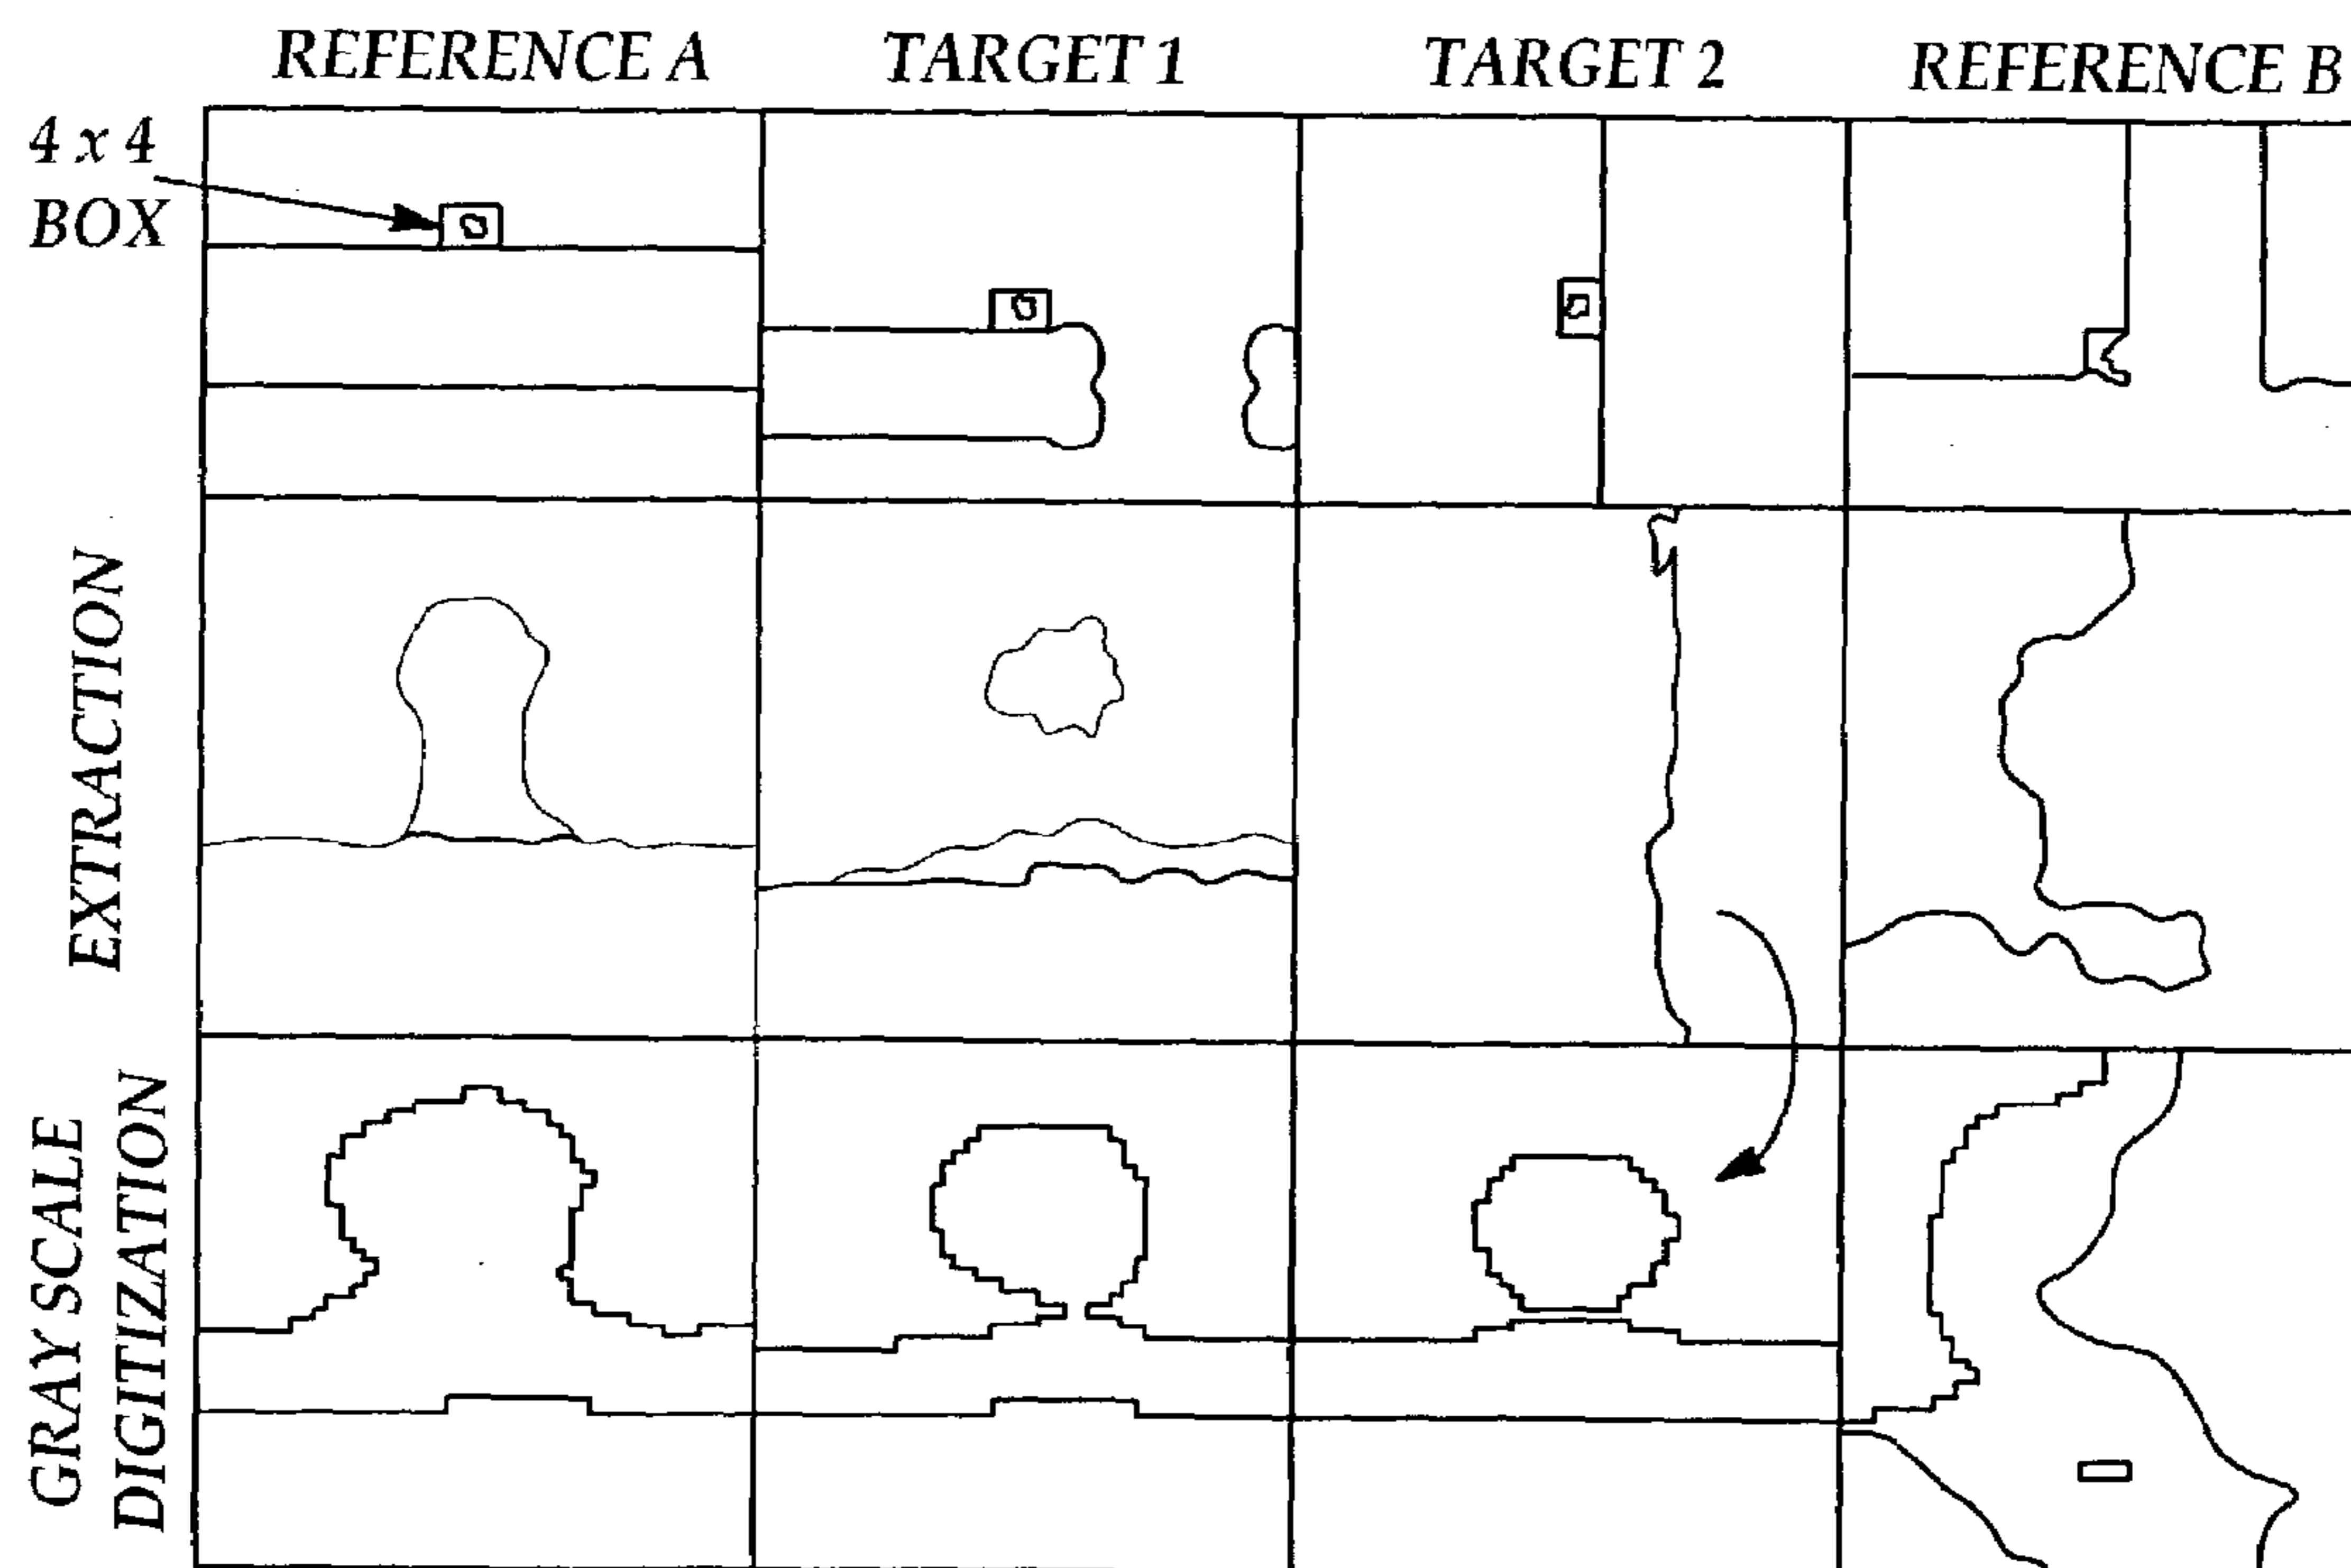 REFERENCE A
TARGET 1
TARGET 2
REFERENCE B
4 x 4
BOX
EXTRACTION
GRAY SCALE
DIGITIZATION